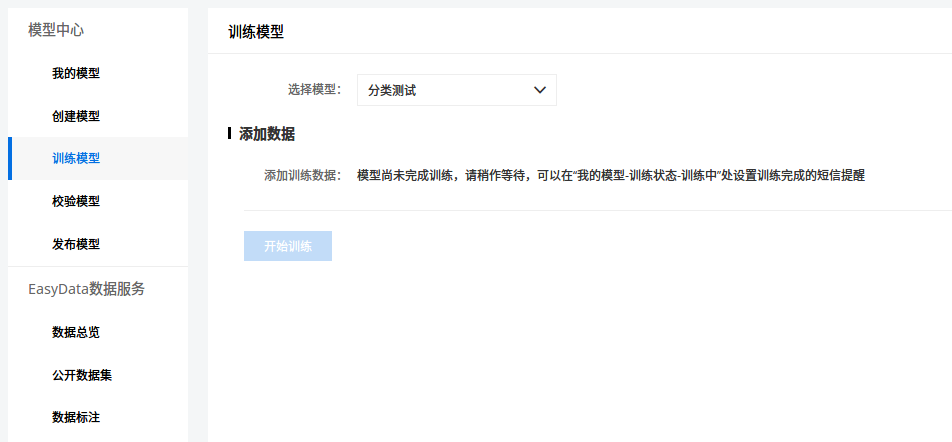 模型中心
我的模型
创建模型
训练模型
校验模型
发布模型
EasyData数据服务
数据总览
公开数据集
数据标注
训练模型
选择模型： 分类测试
添加数据
添加训练数据： 模型尚未完成训练，请稍作等待，可以在“我的模型-训练状态-训练中”处设置训练完成的短信提醒
开始训练